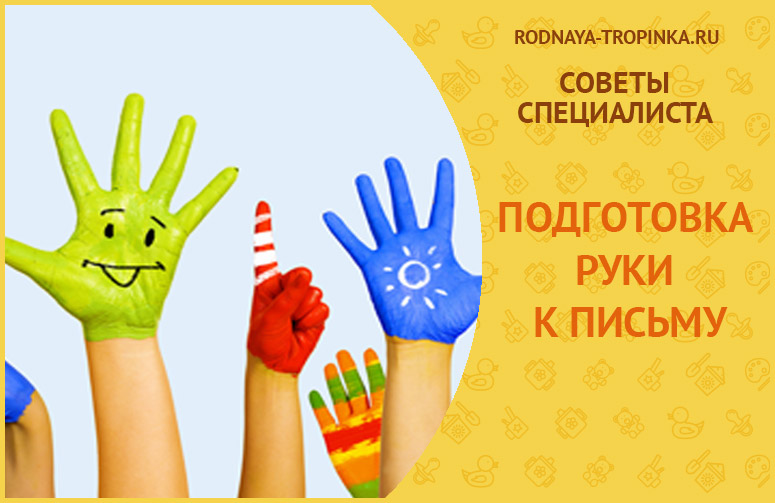 RODNAYA-TROPINKA.RU
СОВЕТЫ
СПЕЦИАЛИСТА
ПОДГОТОВКА
РУКИ
К ПИСЬМУ